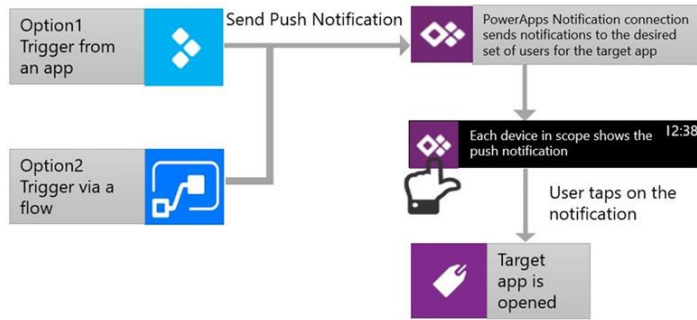 Option1
Trigger from
an app
Send Push Notification
PowerApps Notification connection
sends notifications to the desired
set of users for the target app
Option2
Trigger via a
flow
Each device in scope shows the
push notification
12:38
User taps on the
notification
Target
app is
opened